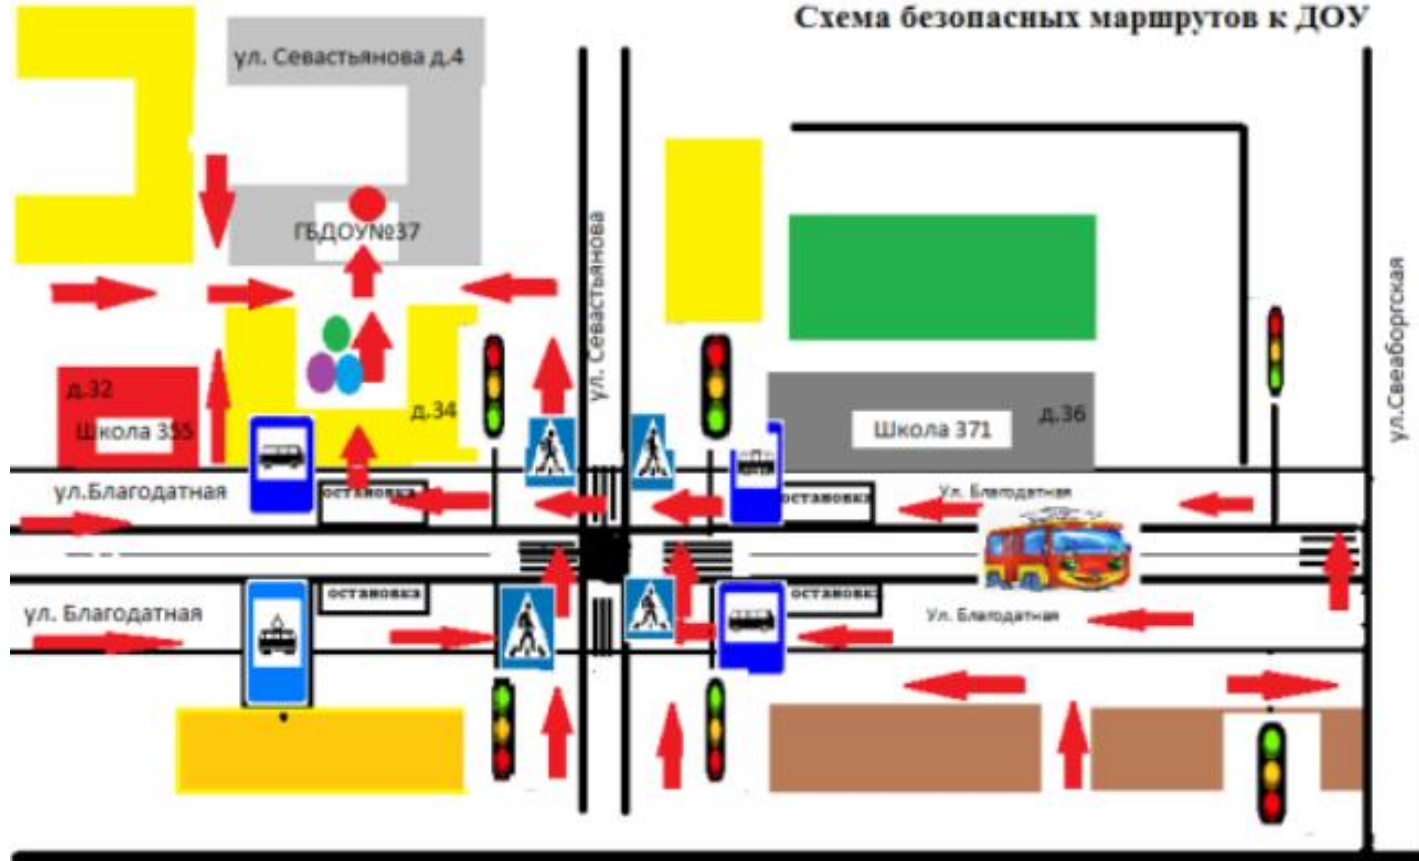 Схема безопасных маршрутов к ДОУ
ул. Севастьянова д.4
ГБДОУ№37
ул. Севастьянова
ул.Свеаборгская
д.32
Школа 355
д.34
Школа 371
д.36
ул.Благодатная
остановка
остановка
Ул. Благодатная
ул. Благодатная
остановка
остановка
Ул. Благодатная